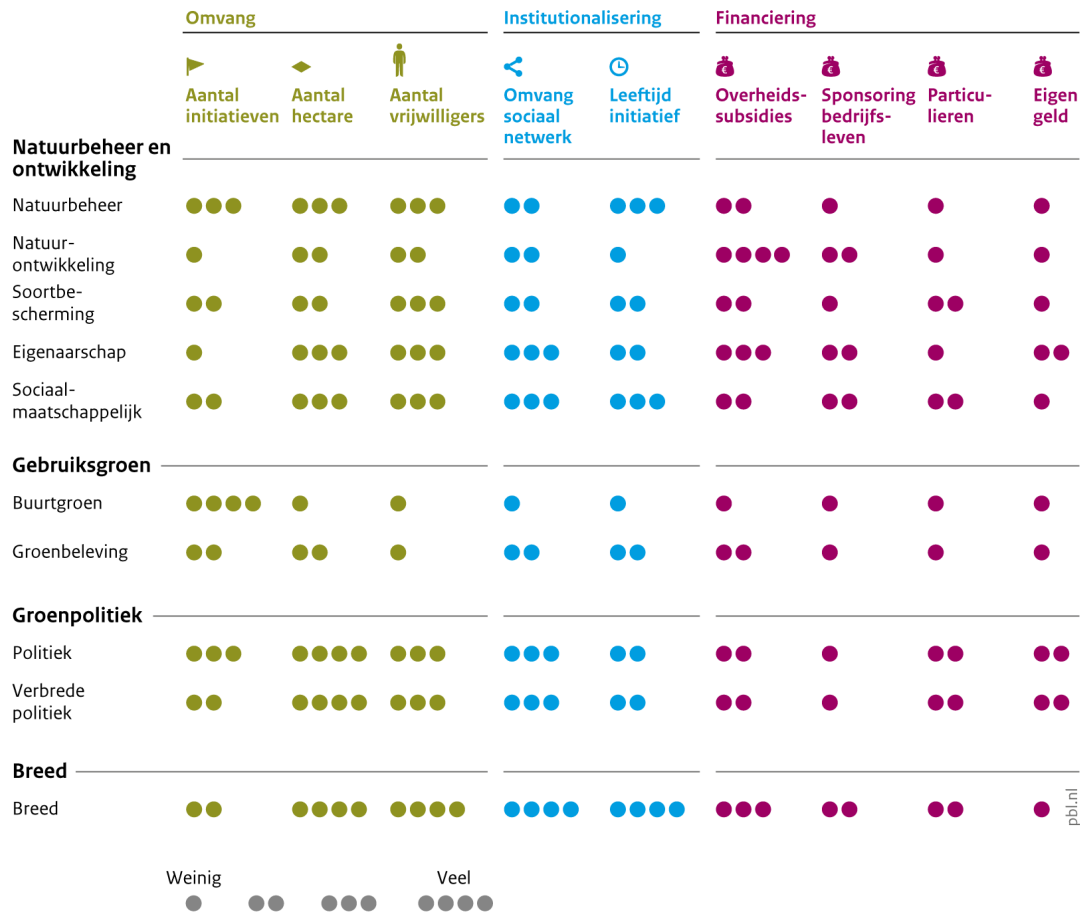 Omvang
Institutionalisering
Financiering
Aantal
initiatieven
Aantal
hectare
Aantal
vrijwilligers
Omvang
sociaal
netwerk
Leeftijd
initiatief
Overheids-
subsidies
Sponsoring
bedrijfs-
leven
Particu-
lieren
Eigen
geld
Natuurbeheer en
ontwikkeling
Natuurbeheer
Natuur-
ontwikkeling
Soortbe-
scherming
Eigenaarschap
Sociaal-
maatschappelijk
Gebruiksgroen
Buurtgroen
Groenbeleving
Groenpolitiek
Politiek
Verbrede
politiek
Breed
Breed
pbl.nl
Weinig
Veel